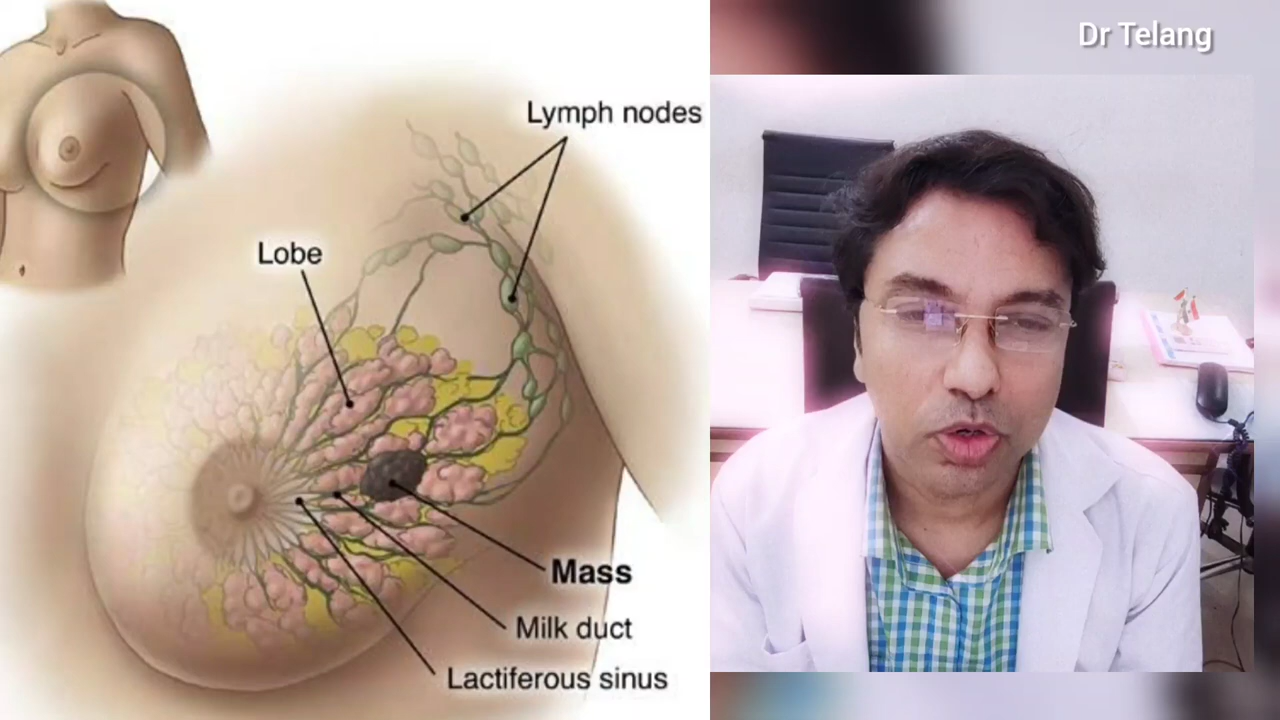 Dr Telang
Lymph nodes
Lobe
Mass
Milk duct
Lactiferous sinus